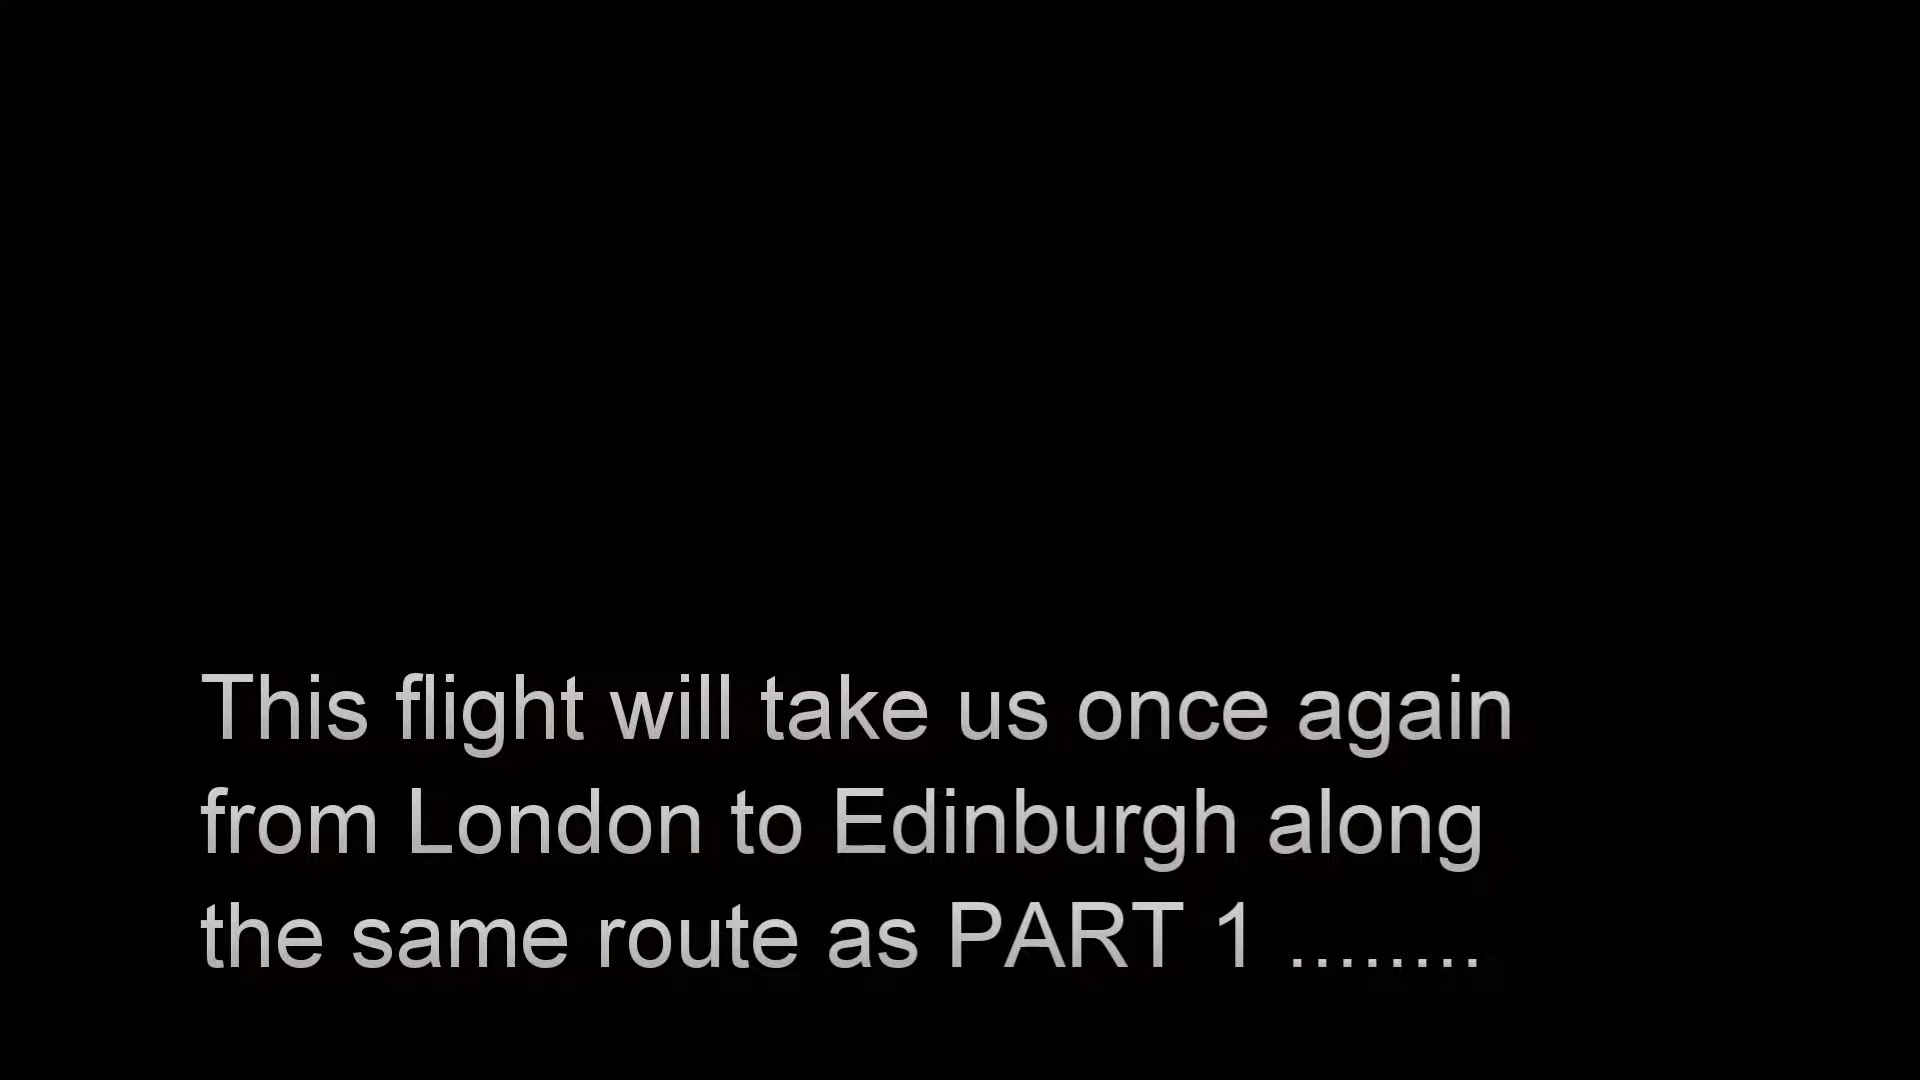 This flight will take us once again
from London to Edinburgh along
the same route as PART 1 ........